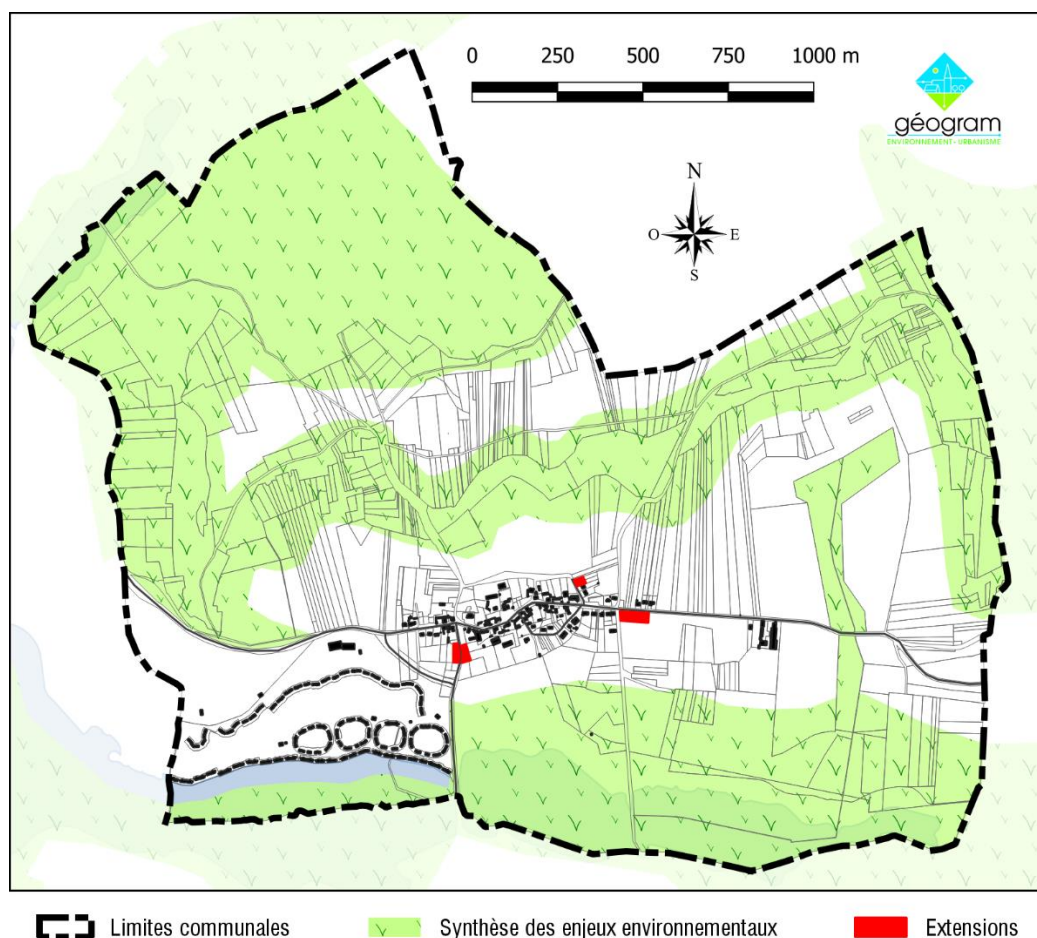 0 250 500 750 1000 m
géogram
ENVIRONNEMENT - URBANISME
N
O E
S
Limites communales Synthèse des enjeux environnementaux Extensions